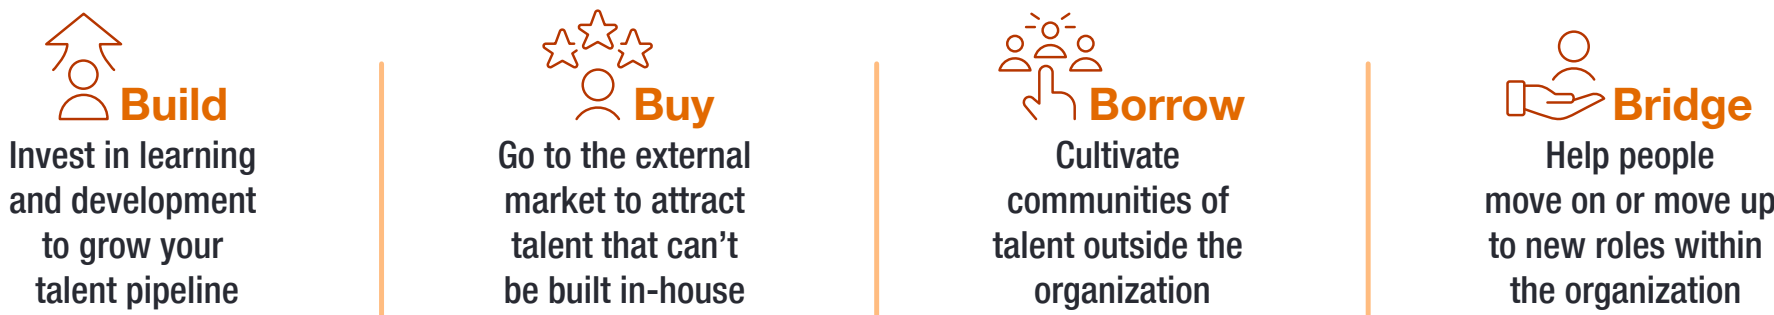 Build
Invest in learning
and development
to grow your
talent pipeline
Buy
Go to the external
market to attract
talent that can’t
be built in-house
Borrow
Cultivate
communities of
talent outside the
organization
Bridge
Help people
move on or move up
to new roles within
the organization